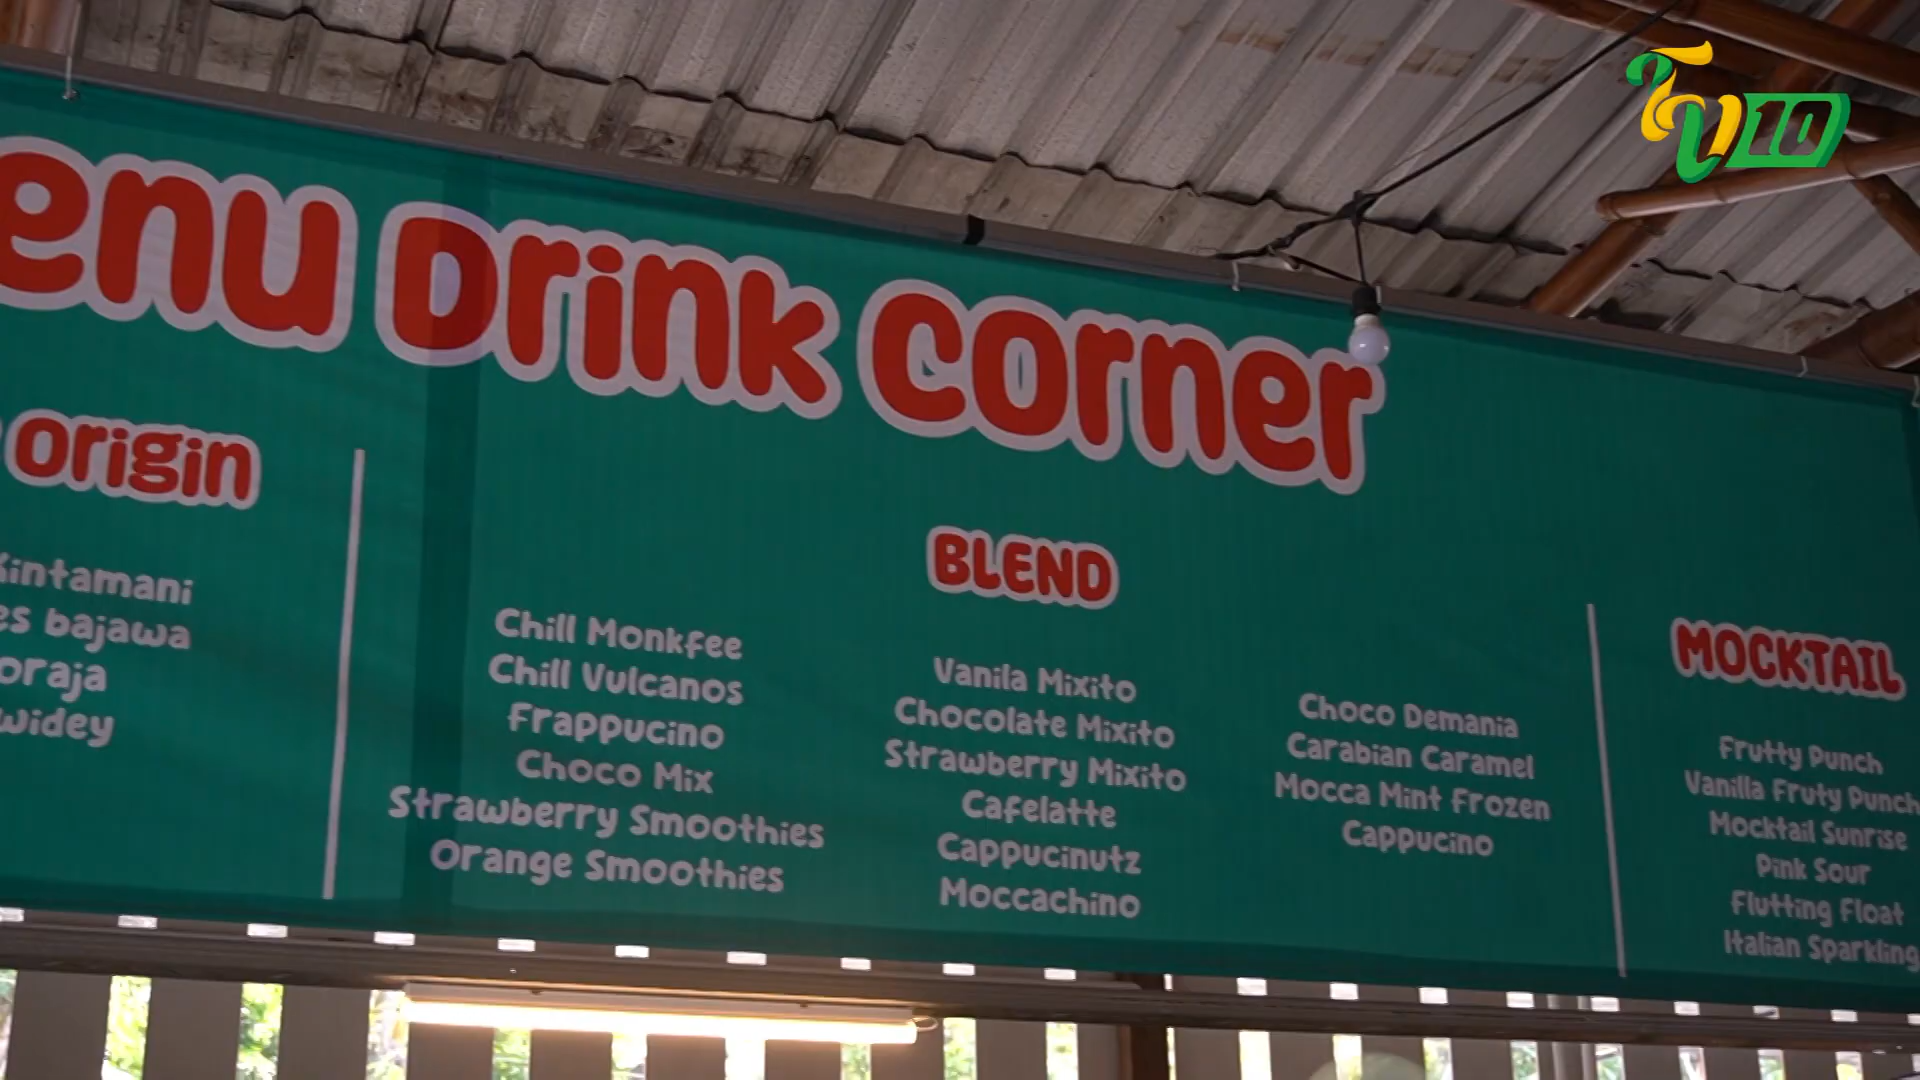 TV10
enu Drink Corner
Origin
Kintamani
es bajawa
oraja
widey
BLEND
Chill Monkfee
Chill Vulcanos
Frappucino
Choco Mix
Strawberry Smoothies
Orange Smoothies
Vanila Mixito
Chocolate Mixito
Strawberry Mixito
Cafelatte
Cappucinutz
Moccachino
Choco Demania
Carabian Caramel
Mocca Mint Frozen
Cappucino
MOCKTAIL
Frutty Punch
Vanilla Fruty Punch
Mocktail Sunrise
Pink Sour
Flutting Float
Italian Sparkling